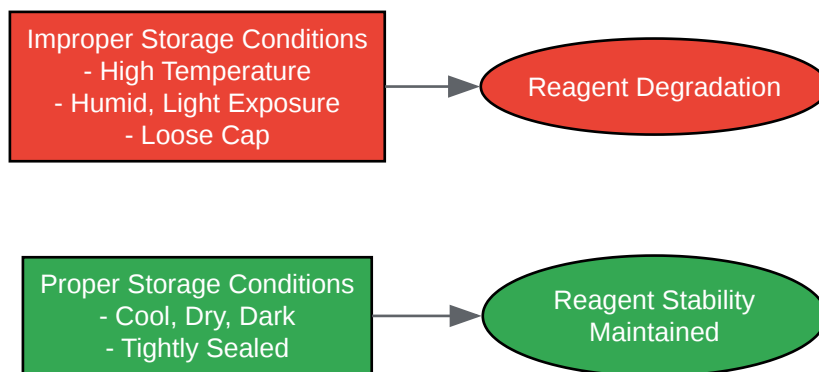 Improper Storage Conditions
- High Temperature
- Humid, Light Exposure
- Loose Cap
Reagent Degradation
Proper Storage Conditions
- Cool, Dry, Dark
- Tightly Sealed
Reagent Stability
Maintained